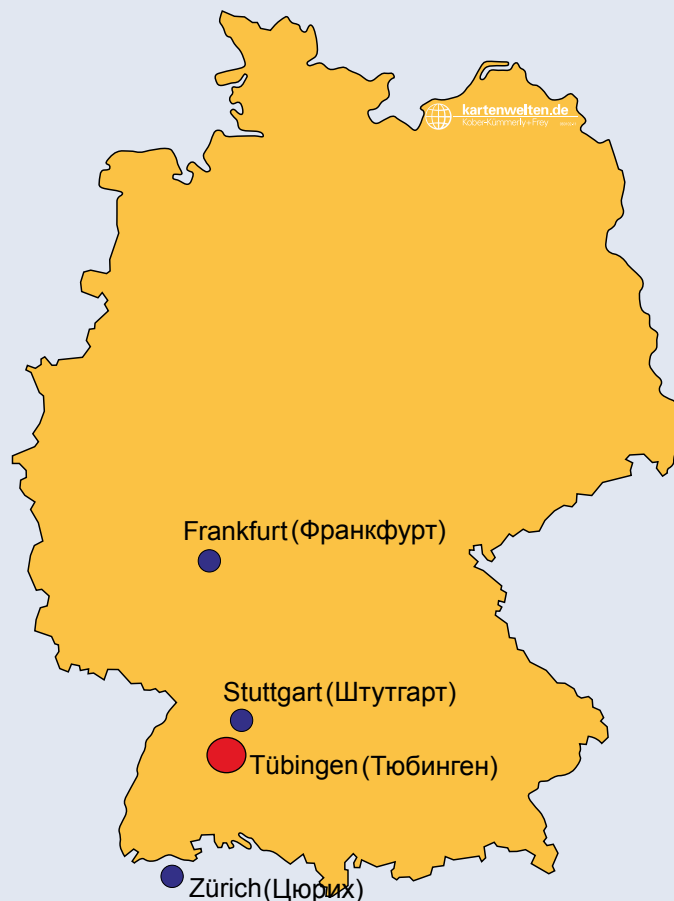 kartenwelten.de
Kober-Kümmerly+Frey
Frankfurt (Франкфурт)
Stuttgart (Штутгарт)
Tübingen (Тюбинген)
Zürich (Цюрих)